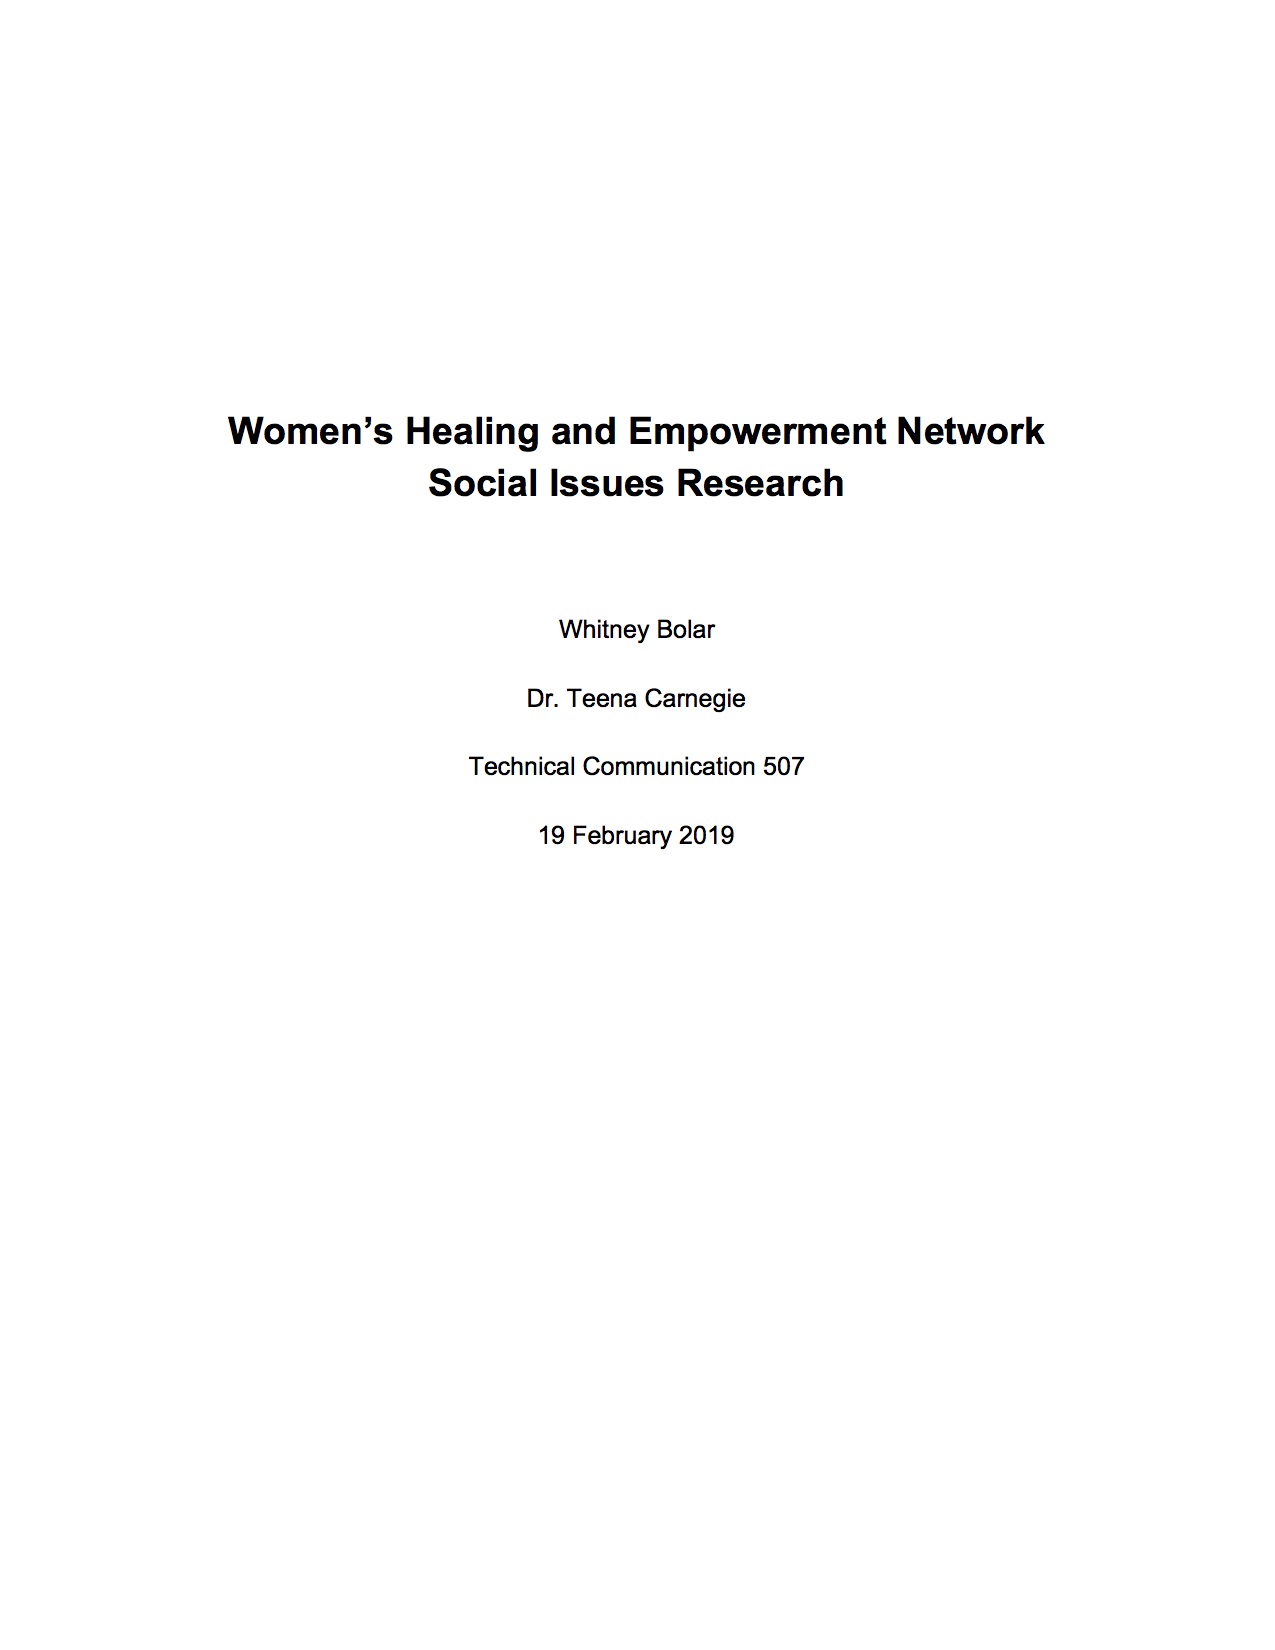 Women’s Healing and Empowerment Network
Social Issues Research
Whitney Bolar
Dr. Teena Carnegie
Technical Communication 507
19 February 2019